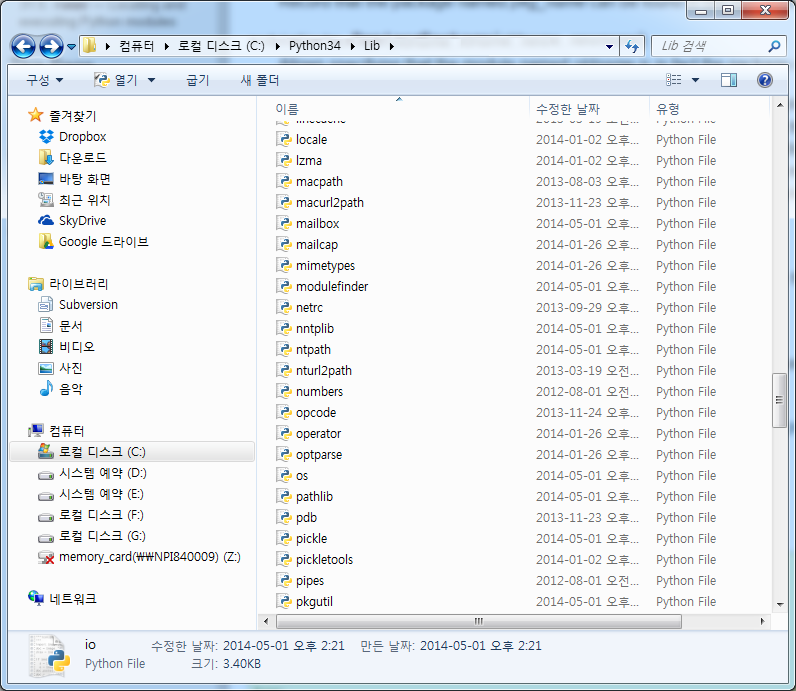 컴퓨터 로컬 디스크 (C:) Python34 Lib Lib 검색
구성 열기 굽기 새 폴더
즐겨찾기
Dropbox
다운로드
바탕 화면
최근 위치
SkyDrive
Google 드라이브
라이브러리
Subversion
문서
비디오
사진
음악
컴퓨터
로컬 디스크 (C:)
시스템 예약 (D:)
시스템 예약 (E:)
로컬 디스크 (F:)
로컬 디스크 (G:)
memory_card(₩₩NPI840009) (Z:)
네트워크
이름 수정한 날짜 유형
locale 2014-01-02 오후... Python File
lzma 2014-01-02 오후... Python File
macpath 2013-08-03 오후... Python File
macurl2path 2013-11-23 오후... Python File
mailbox 2014-05-01 오후... Python File
mailcap 2014-01-26 오후... Python File
mimetypes 2014-01-26 오후... Python File
modulefinder 2014-05-01 오후... Python File
netrc 2013-09-29 오후... Python File
nntplib 2014-05-01 오후... Python File
ntpath 2014-05-01 오후... Python File
nturl2path 2013-03-19 오전... Python File
numbers 2012-08-01 오전... Python File
opcode 2013-11-24 오후... Python File
operator 2014-01-26 오후... Python File
optparse 2014-01-26 오후... Python File
os 2014-05-01 오후... Python File
pathlib 2014-05-01 오후... Python File
pdb 2013-11-23 오후... Python File
pickle 2014-05-01 오후... Python File
pickletools 2014-01-02 오후... Python File
pipes 2012-08-01 오전... Python File
pkgutil 2014-05-01 오후... Python File
io 수정한 날짜: 2014-05-01 오후 2:21 만든 날짜: 2014-05-01 오후 2:21
Python File 크기: 3.40KB